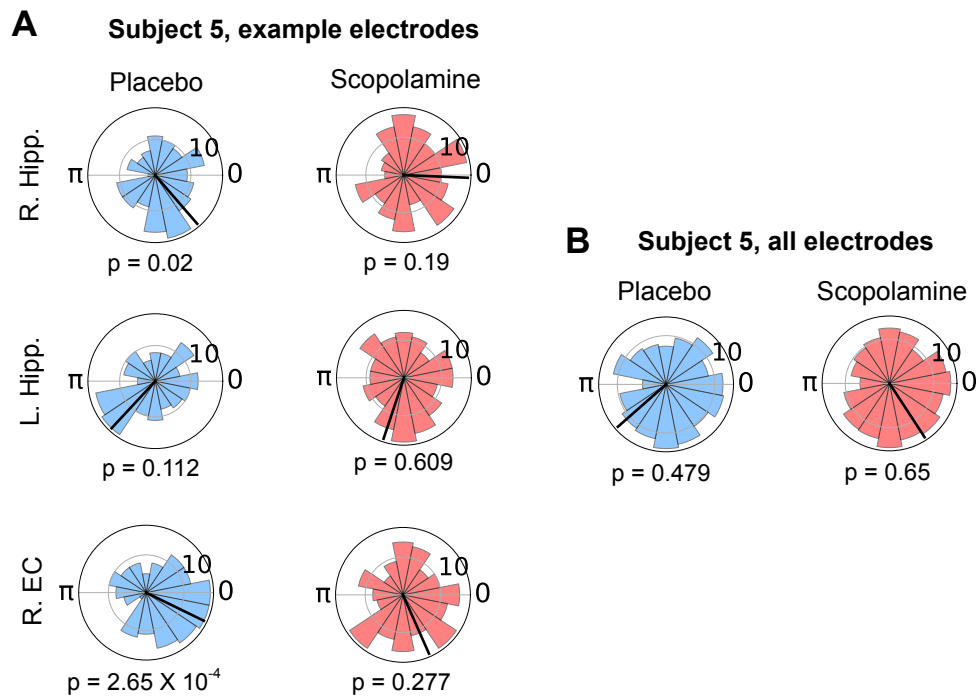 A
Subject 5, example electrodes
Placebo
Scopolamine
R. Hipp.
π
10
0
π
10
0
p = 0.02
p = 0.19
L. Hipp.
π
10
0
π
10
0
p = 0.112
p = 0.609
R. EC
π
10
0
π
10
0
p = 2.65 X 10⁻⁴
p = 0.277
B
Subject 5, all electrodes
Placebo
Scopolamine
π
10
0
π
10
0
p = 0.479
p = 0.65